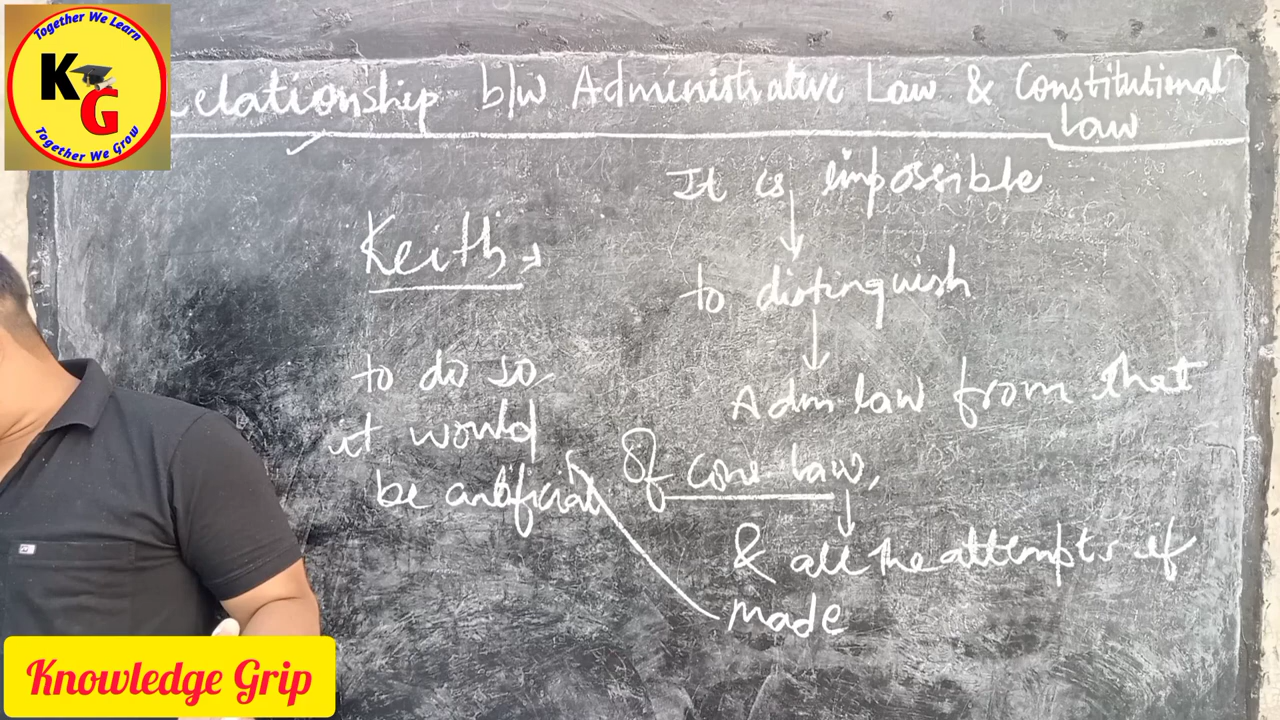 Together We Learn
KG
Together We Grow
elationship b/w Administrative Law & Constitutional
Law
It is impossible
Keith →
to distinguish
Adm law from that
of cons law,
& all the attempts if
made
to do so,
it would
be artificial
Knowledge Grip